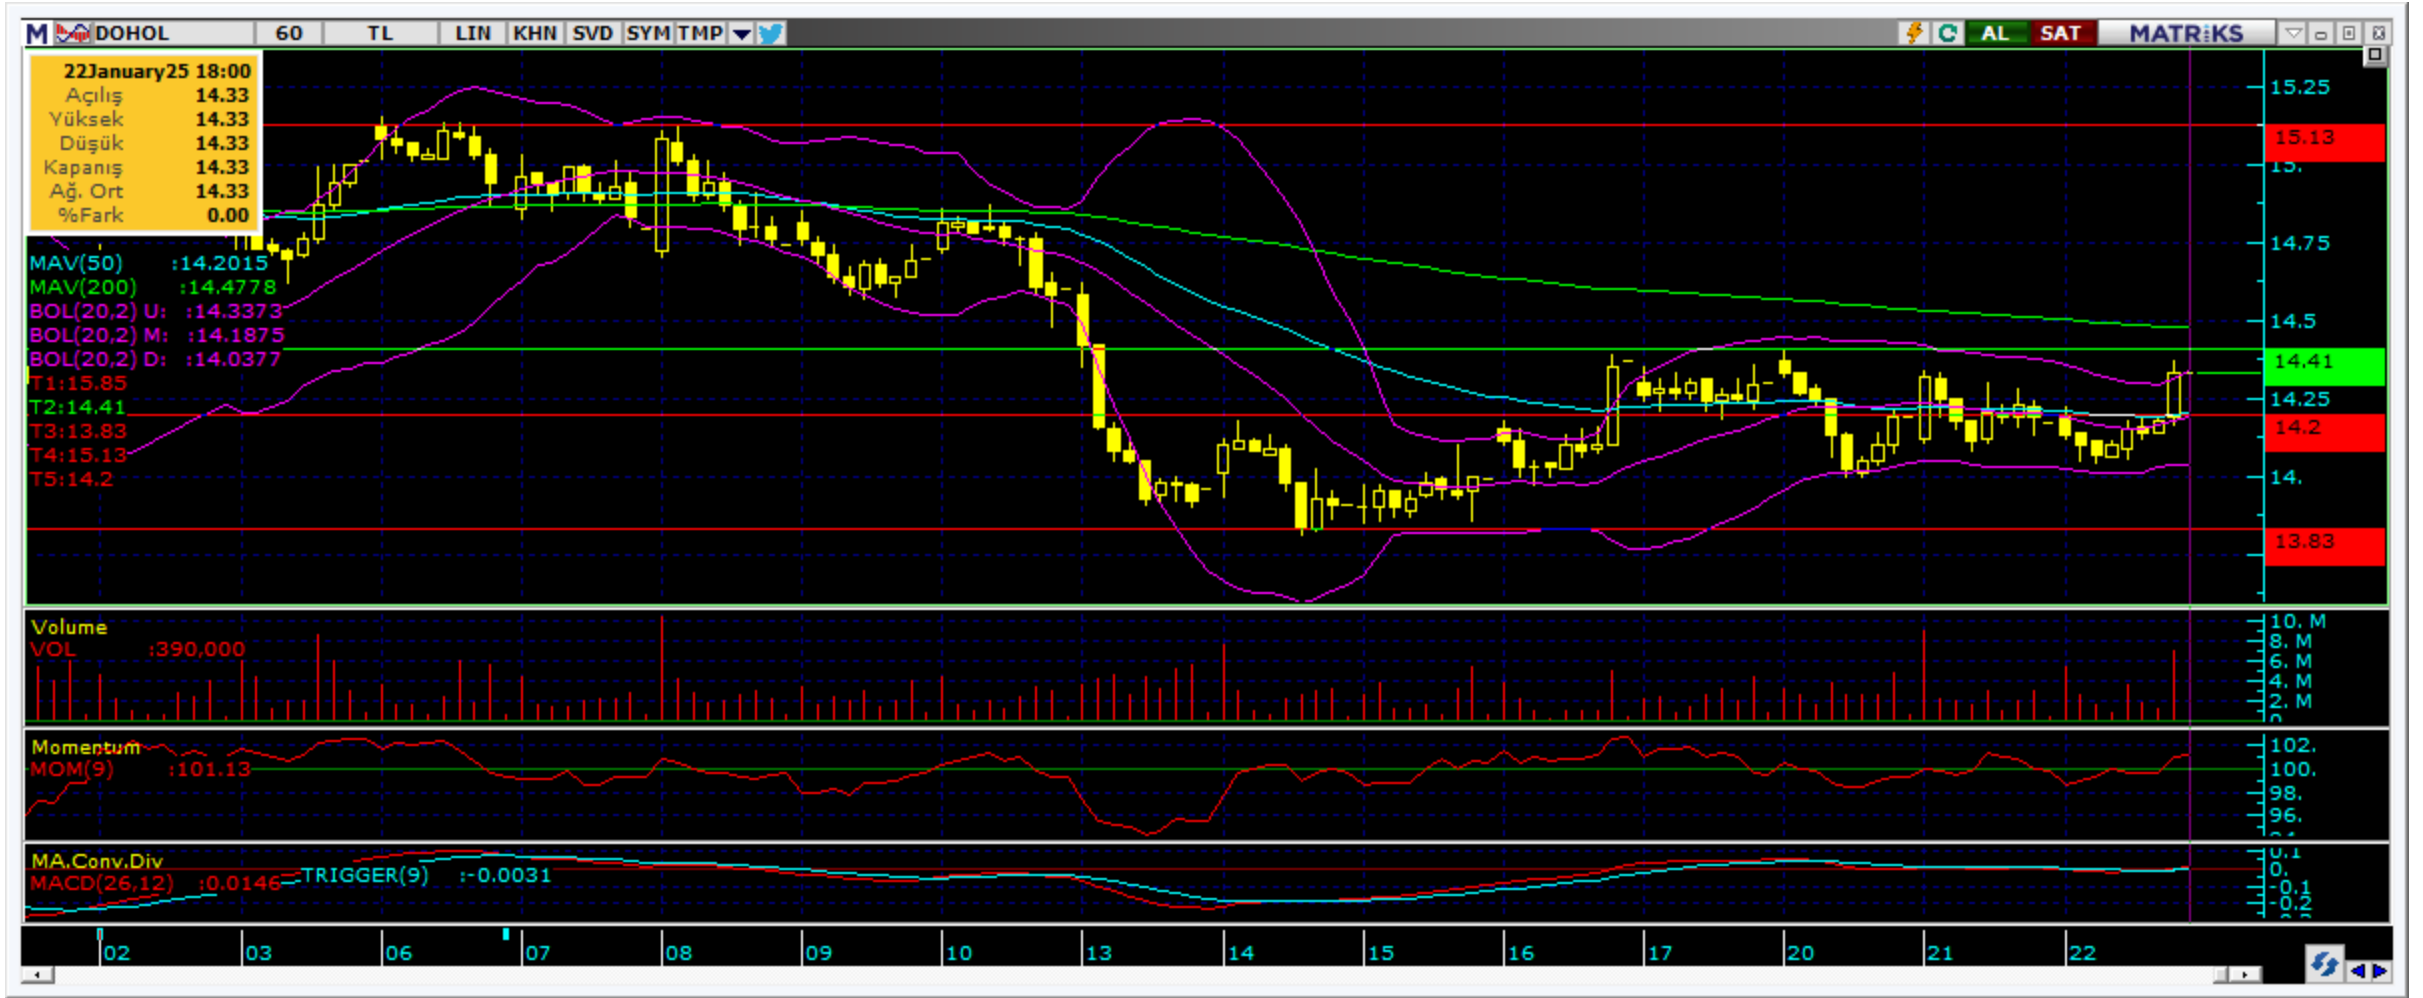 M DOHOL 60 TL LIN KHN SVD SYM TMP AL SAT MATRiKS
22January25 18:00
Açılış 14.33
Yüksek 14.33
Düşük 14.33
Kapanış 14.33
Ağ. Ort 14.33
%Fark 0.00
MAV(50) :14.2015
MAV(200) :14.4778
BOL(20,2) U: :14.3373
BOL(20,2) M: :14.1875
BOL(20,2) D: :14.0377
T1:15.85
T2:14.41
T3:13.83
T4:15.13
T5:14.2
15.25
15.13
15.
14.75
14.5
14.41
14.25
14.2
14.
13.83
Volume
VOL :390,000
10. M
8. M
6. M
4. M
2. M
0
Momentum
MOM(9) :101.13
102.
100.
98.
96.
MA.Conv.Div
MACD(26,12) :0.0146 TRIGGER(9) :-0.0031
0.1
0.
-0.1
-0.2
02 03 06 07 08 09 10 13 14 15 16 17 20 21 22